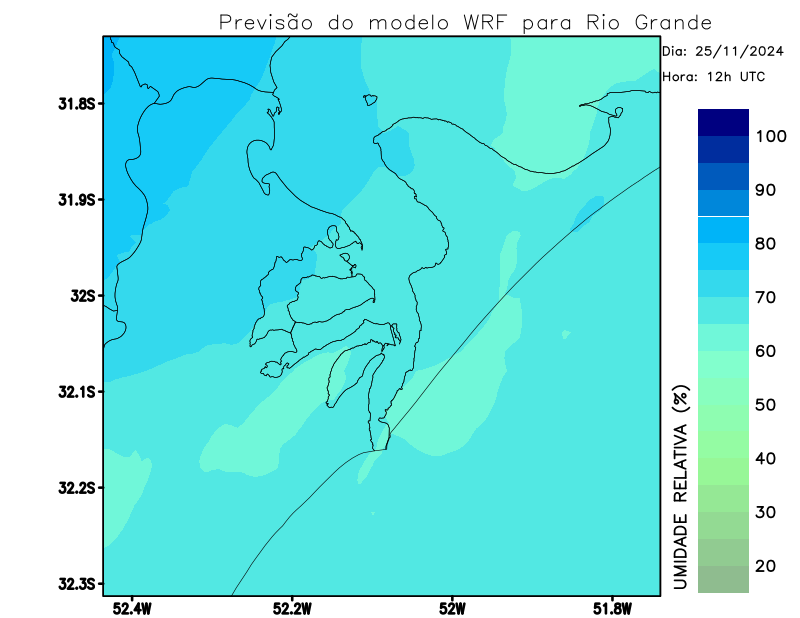 Previsão do modelo WRF para Rio Grande
Dia: 25/11/2024
Hora: 12h UTC
31.8S
31.9S
32S
32.1S
32.2S
32.3S
52.4W
52.2W
52W
51.8W
100
90
80
70
60
50
40
30
20
UMIDADE RELATIVA (%)